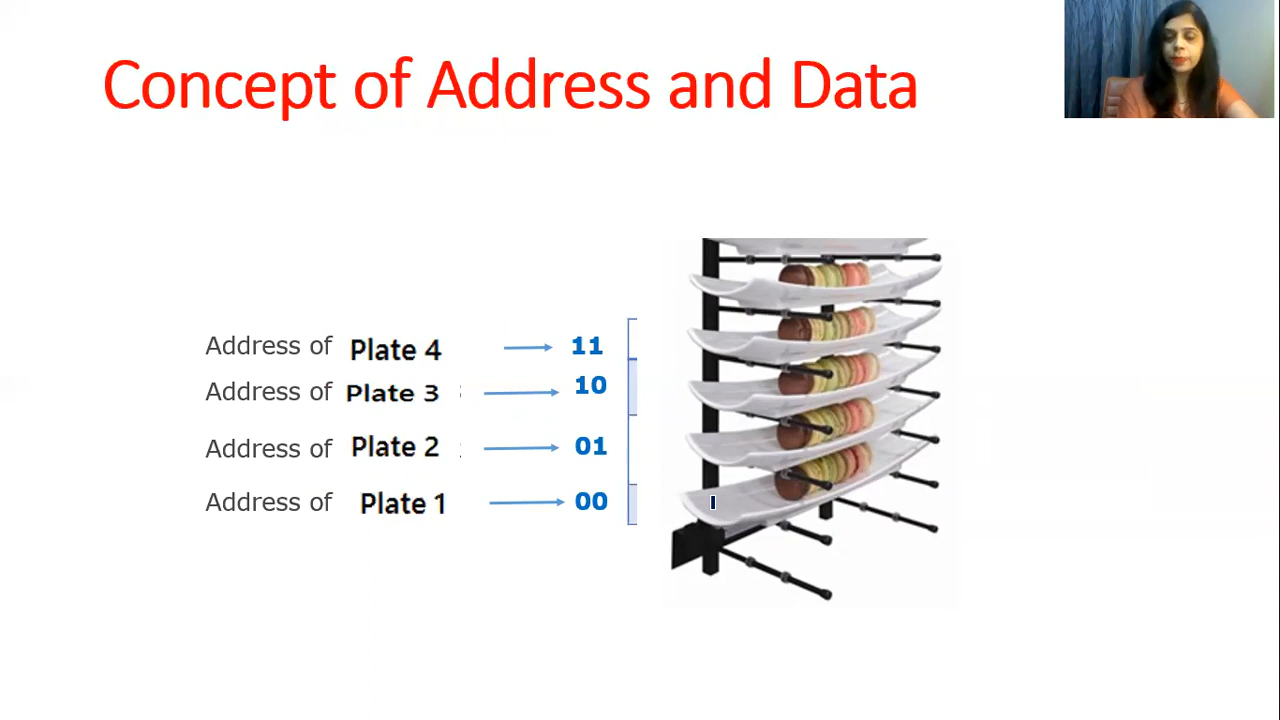 Concept of Address and Data
Address of Plate 4 11
Address of Plate 3 10
Address of Plate 2 01
Address of Plate 1 00